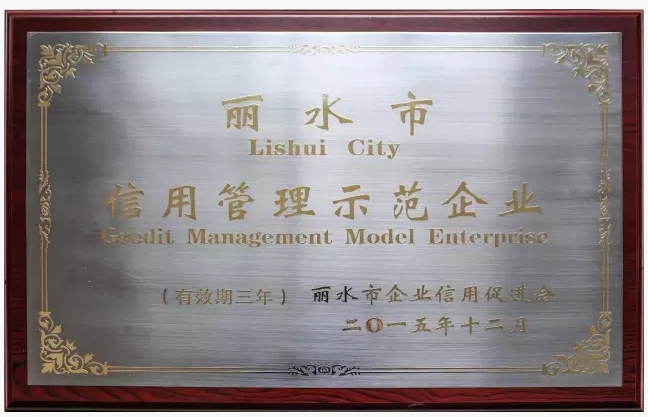 丽水市
Lishui City
信用管理示范企业
Gredit Management Model Enterprise
（有效期三年） 丽水市企业信用促进会
二〇一五年十二月